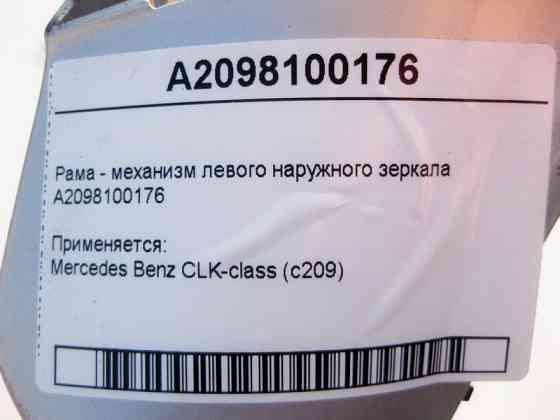 A2098100176
Рама - механизм левого наружного зеркала
A2098100176
Применяется:
Mercedes Benz CLK-class (c209)